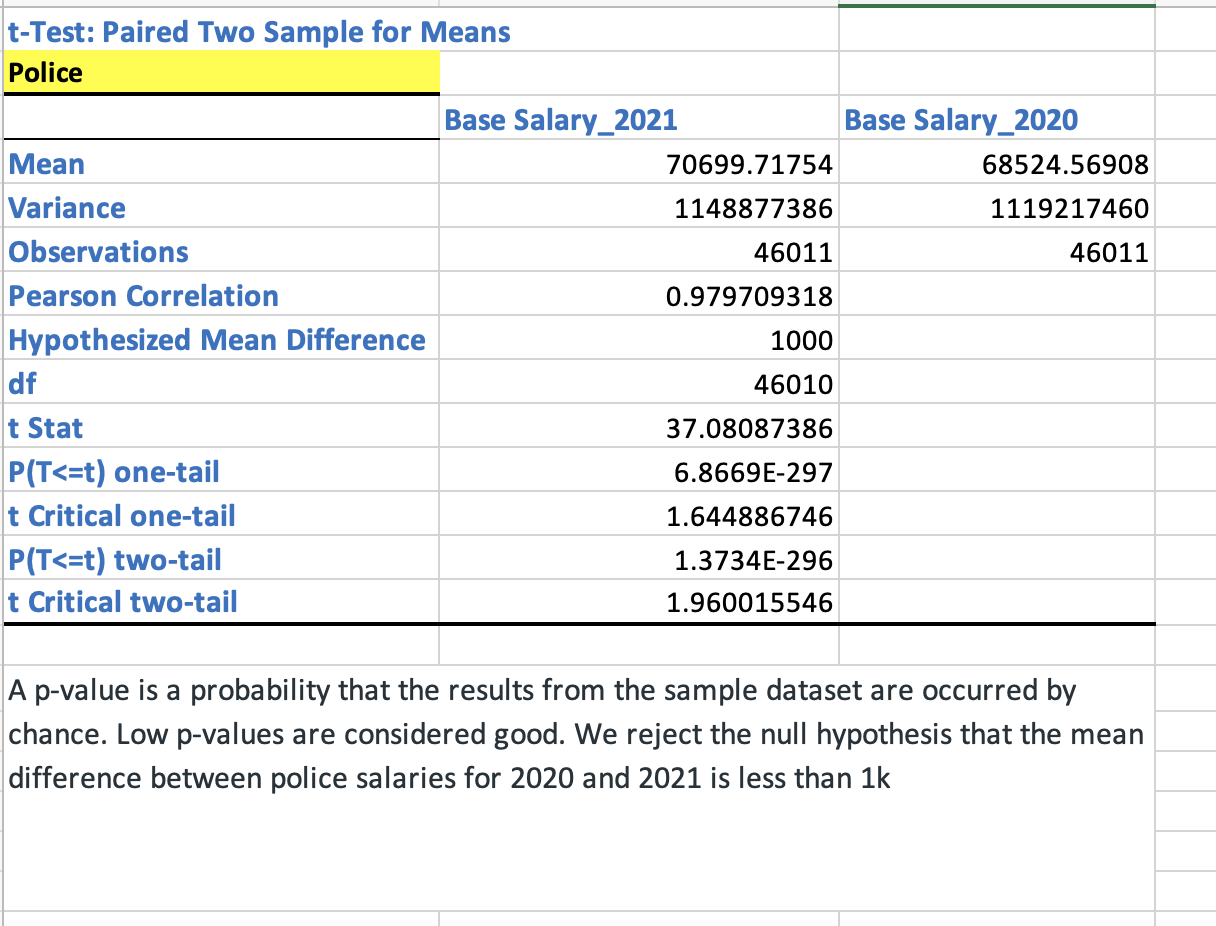 t-Test: Paired Two Sample for Means
Police
Base Salary_2021 Base Salary_2020
Mean 70699.71754 68524.56908
Variance 1148877386 1119217460
Observations 46011 46011
Pearson Correlation 0.979709318
Hypothesized Mean Difference 1000
df 46010
t Stat 37.08087386
P(T<=t) one-tail 6.8669E-297
t Critical one-tail 1.644886746
P(T<=t) two-tail 1.3734E-296
t Critical two-tail 1.960015546
A p-value is a probability that the results from the sample dataset are occurred by
chance. Low p-values are considered good. We reject the null hypothesis that the mean
difference between police salaries for 2020 and 2021 is less than 1k